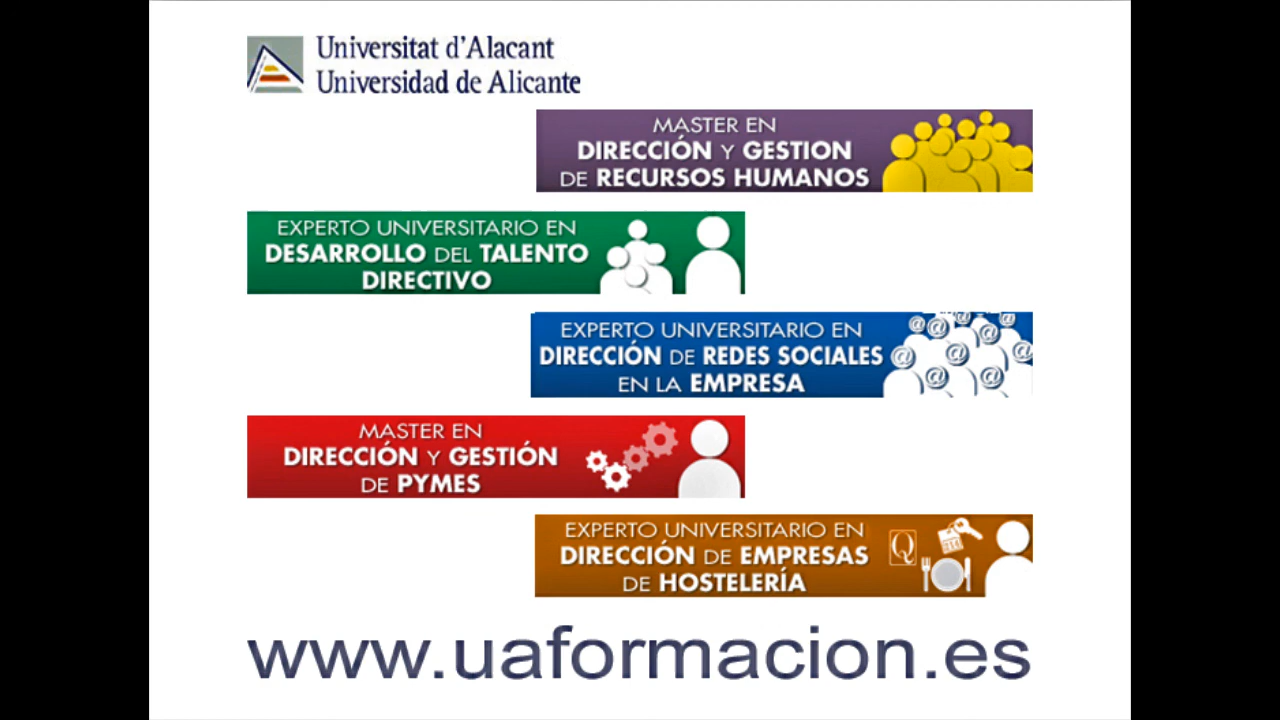 Universitat d'Alacant
Universidad de Alicante
MASTER EN
DIRECCIÓN Y GESTION
DE RECURSOS HUMANOS
EXPERTO UNIVERSITARIO EN
DESARROLLO DEL TALENTO
DIRECTIVO
EXPERTO UNIVERSITARIO EN
DIRECCIÓN DE REDES SOCIALES
EN LA EMPRESA
@ @ @ @ @ @ @ @ @ @
MASTER EN
DIRECCIÓN Y GESTIÓN
DE PYMES
EXPERTO UNIVERSITARIO EN
DIRECCIÓN DE EMPRESAS
DE HOSTELERÍA
Q
www.uaformacion.es